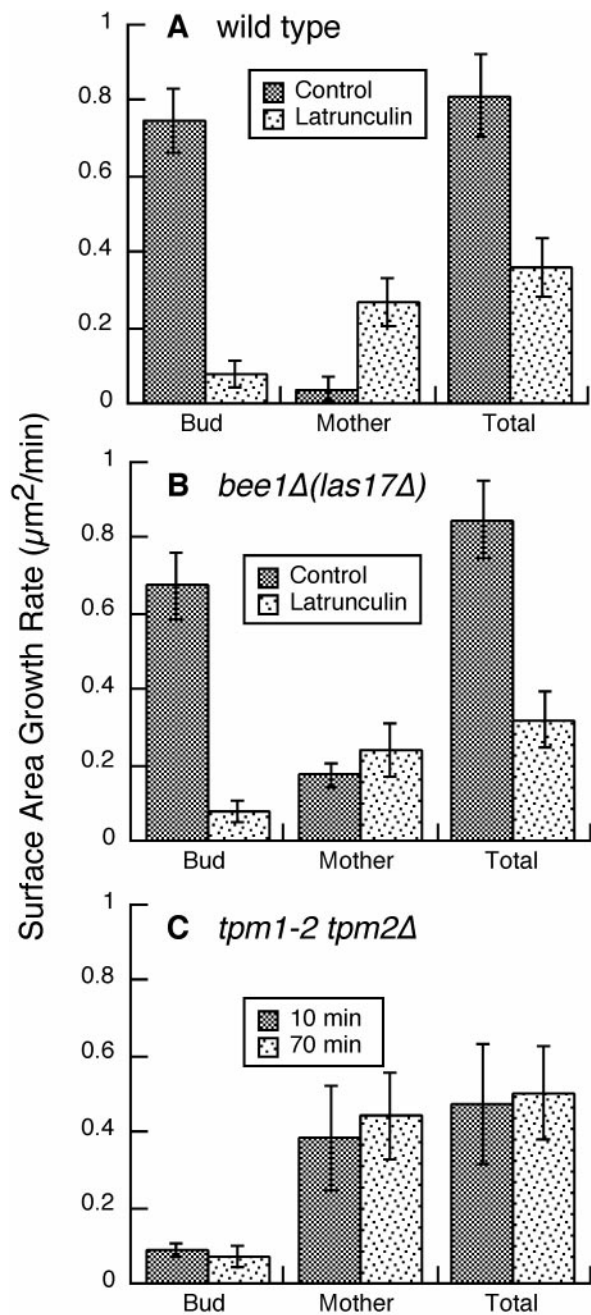 Surface Area Growth Rate (µm²/min)
A wild type
1
0.8
0.6
0.4
0.2
0
Control
Latrunculin
Bud Mother Total
B bee1Δ(las17Δ)
1
0.8
0.6
0.4
0.2
0
Control
Latrunculin
Bud Mother Total
C tpm1-2 tpm2Δ
1
0.8
0.6
0.4
0.2
0
10 min
70 min
Bud Mother Total